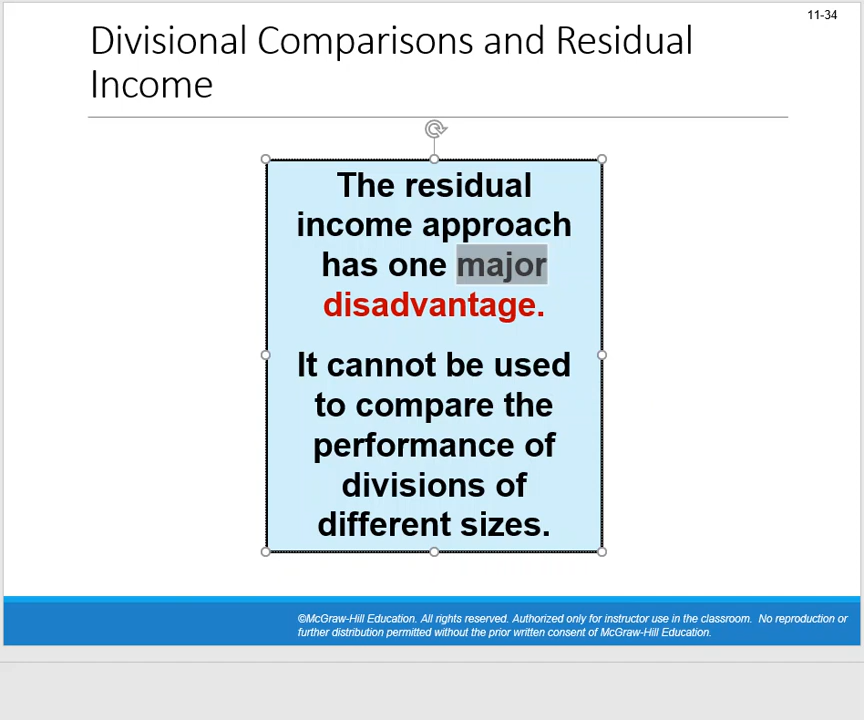 11-34
Divisional Comparisons and Residual
Income
The residual
income approach
has one major
disadvantage.
It cannot be used
to compare the
performance of
divisions of
different sizes.
©McGraw-Hill Education. All rights reserved. Authorized only for instructor use in the classroom.  No reproduction or
further distribution permitted without the prior written consent of McGraw-Hill Education.